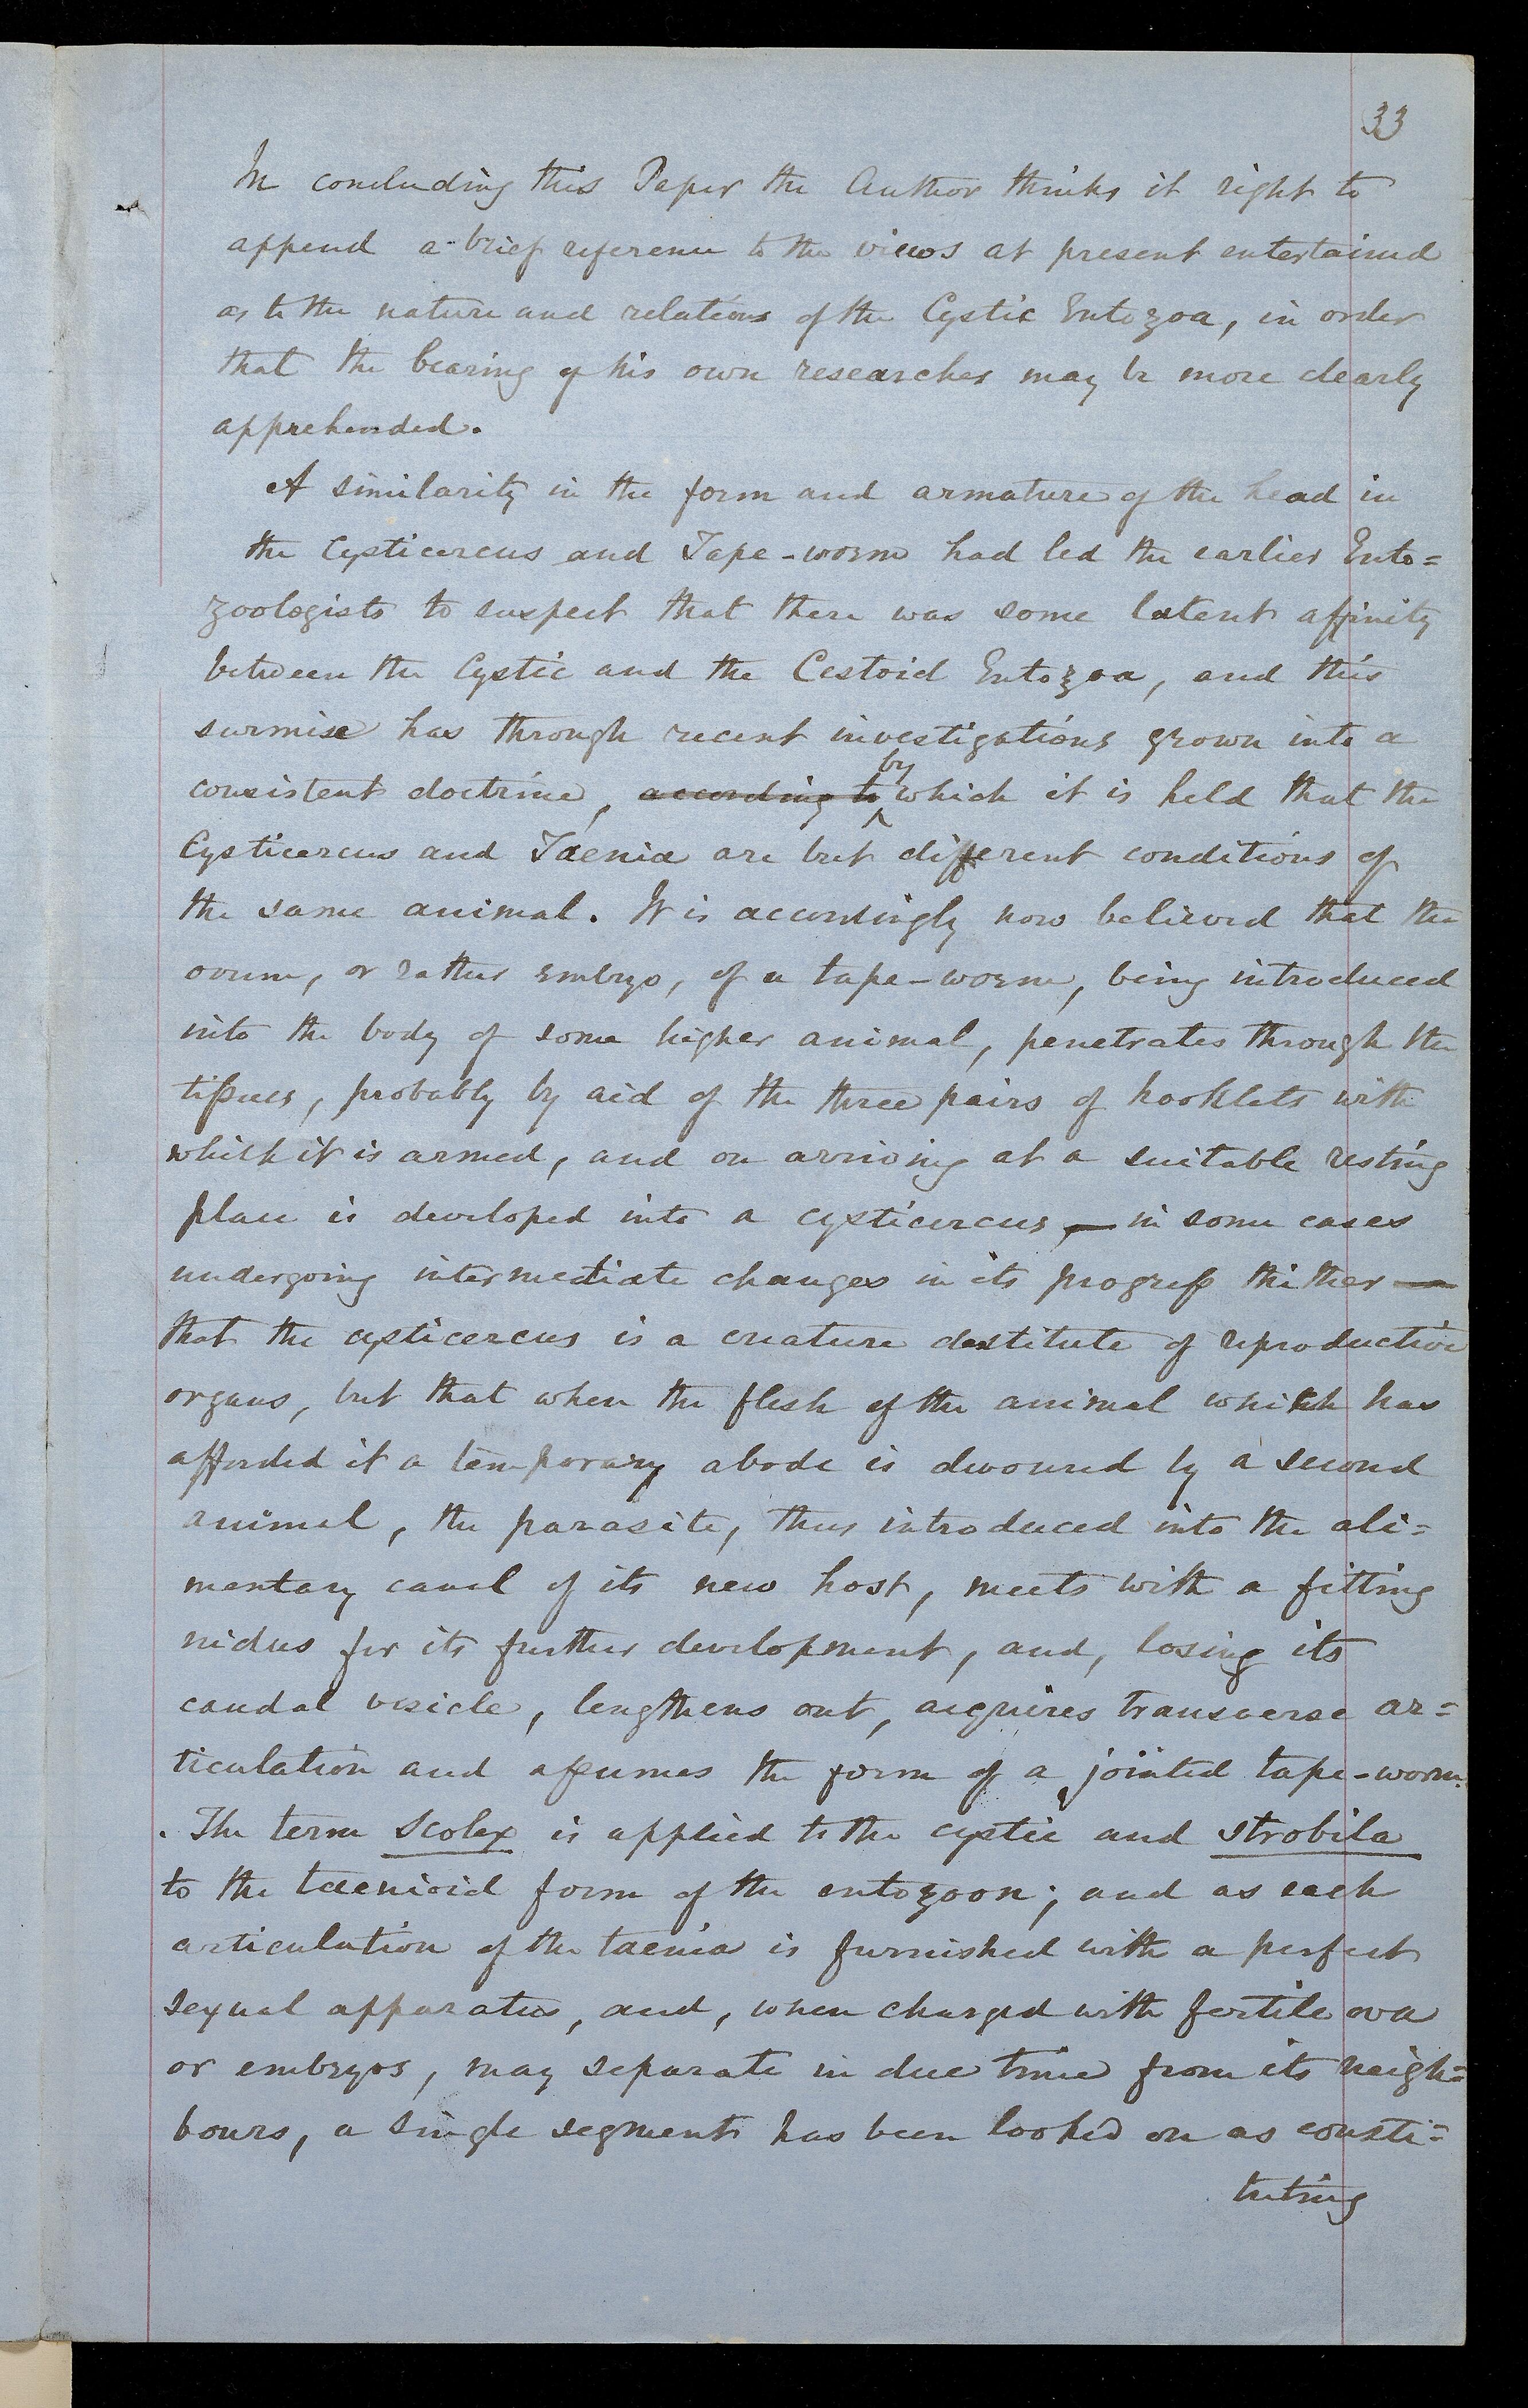 33
In concluding this Paper the Author thinks it right to
append a brief reference to the views at present entertained
as to the nature and relations of the Cystic Entozoa, in order
that the bearing of his own researches may be more clearly
apprehended.
A similarity in the form and armature of the head in
the Cysticercus and Tape-worm had led the earlier Ento=
zoologists to suspect that there was some latent affinity
between the Cystic and the Cestoid Entozoa, and this
surmise has through recent investigations grown into a
by
consistent doctrine, according to which it is held that the
Cysticercus and Taenia are but different conditions of
the same animal. It is accordingly now believed that the
ovum, or rather embryo, of a tape-worm, being introduced
into the body of some higher animal, penetrates through the
tissues, probably by aid of the three pairs of hooklets with
which it is armed, and on arriving at a suitable resting
place is developed into a cysticercus, — in some cases
undergoing intermediate changes in its progress thither —
that the cysticercus is a creature destitute of reproductive
organs, but that when the flesh of the animal which has
afforded it a temporary abode is devoured by a second
animal, the parasite, thus introduced into the ali=
mentary canal of its new host, meets with a fitting
nidus for its further development, and, losing its
caudal vesicle, lengthens out, acquires transverse ar=
ticulation and assumes the form of a jointed tape-worm.
. The term Scolex is applied to the cystic and strobila
to the taenioid form of the entozoon; and as each
articulation of the taenia is furnished with a perfect
sexual apparatus, and, when charged with fertile ova
or embryos, may separate in due time from its neigh=
bours, a single segment has been looked on as consti=
tuting